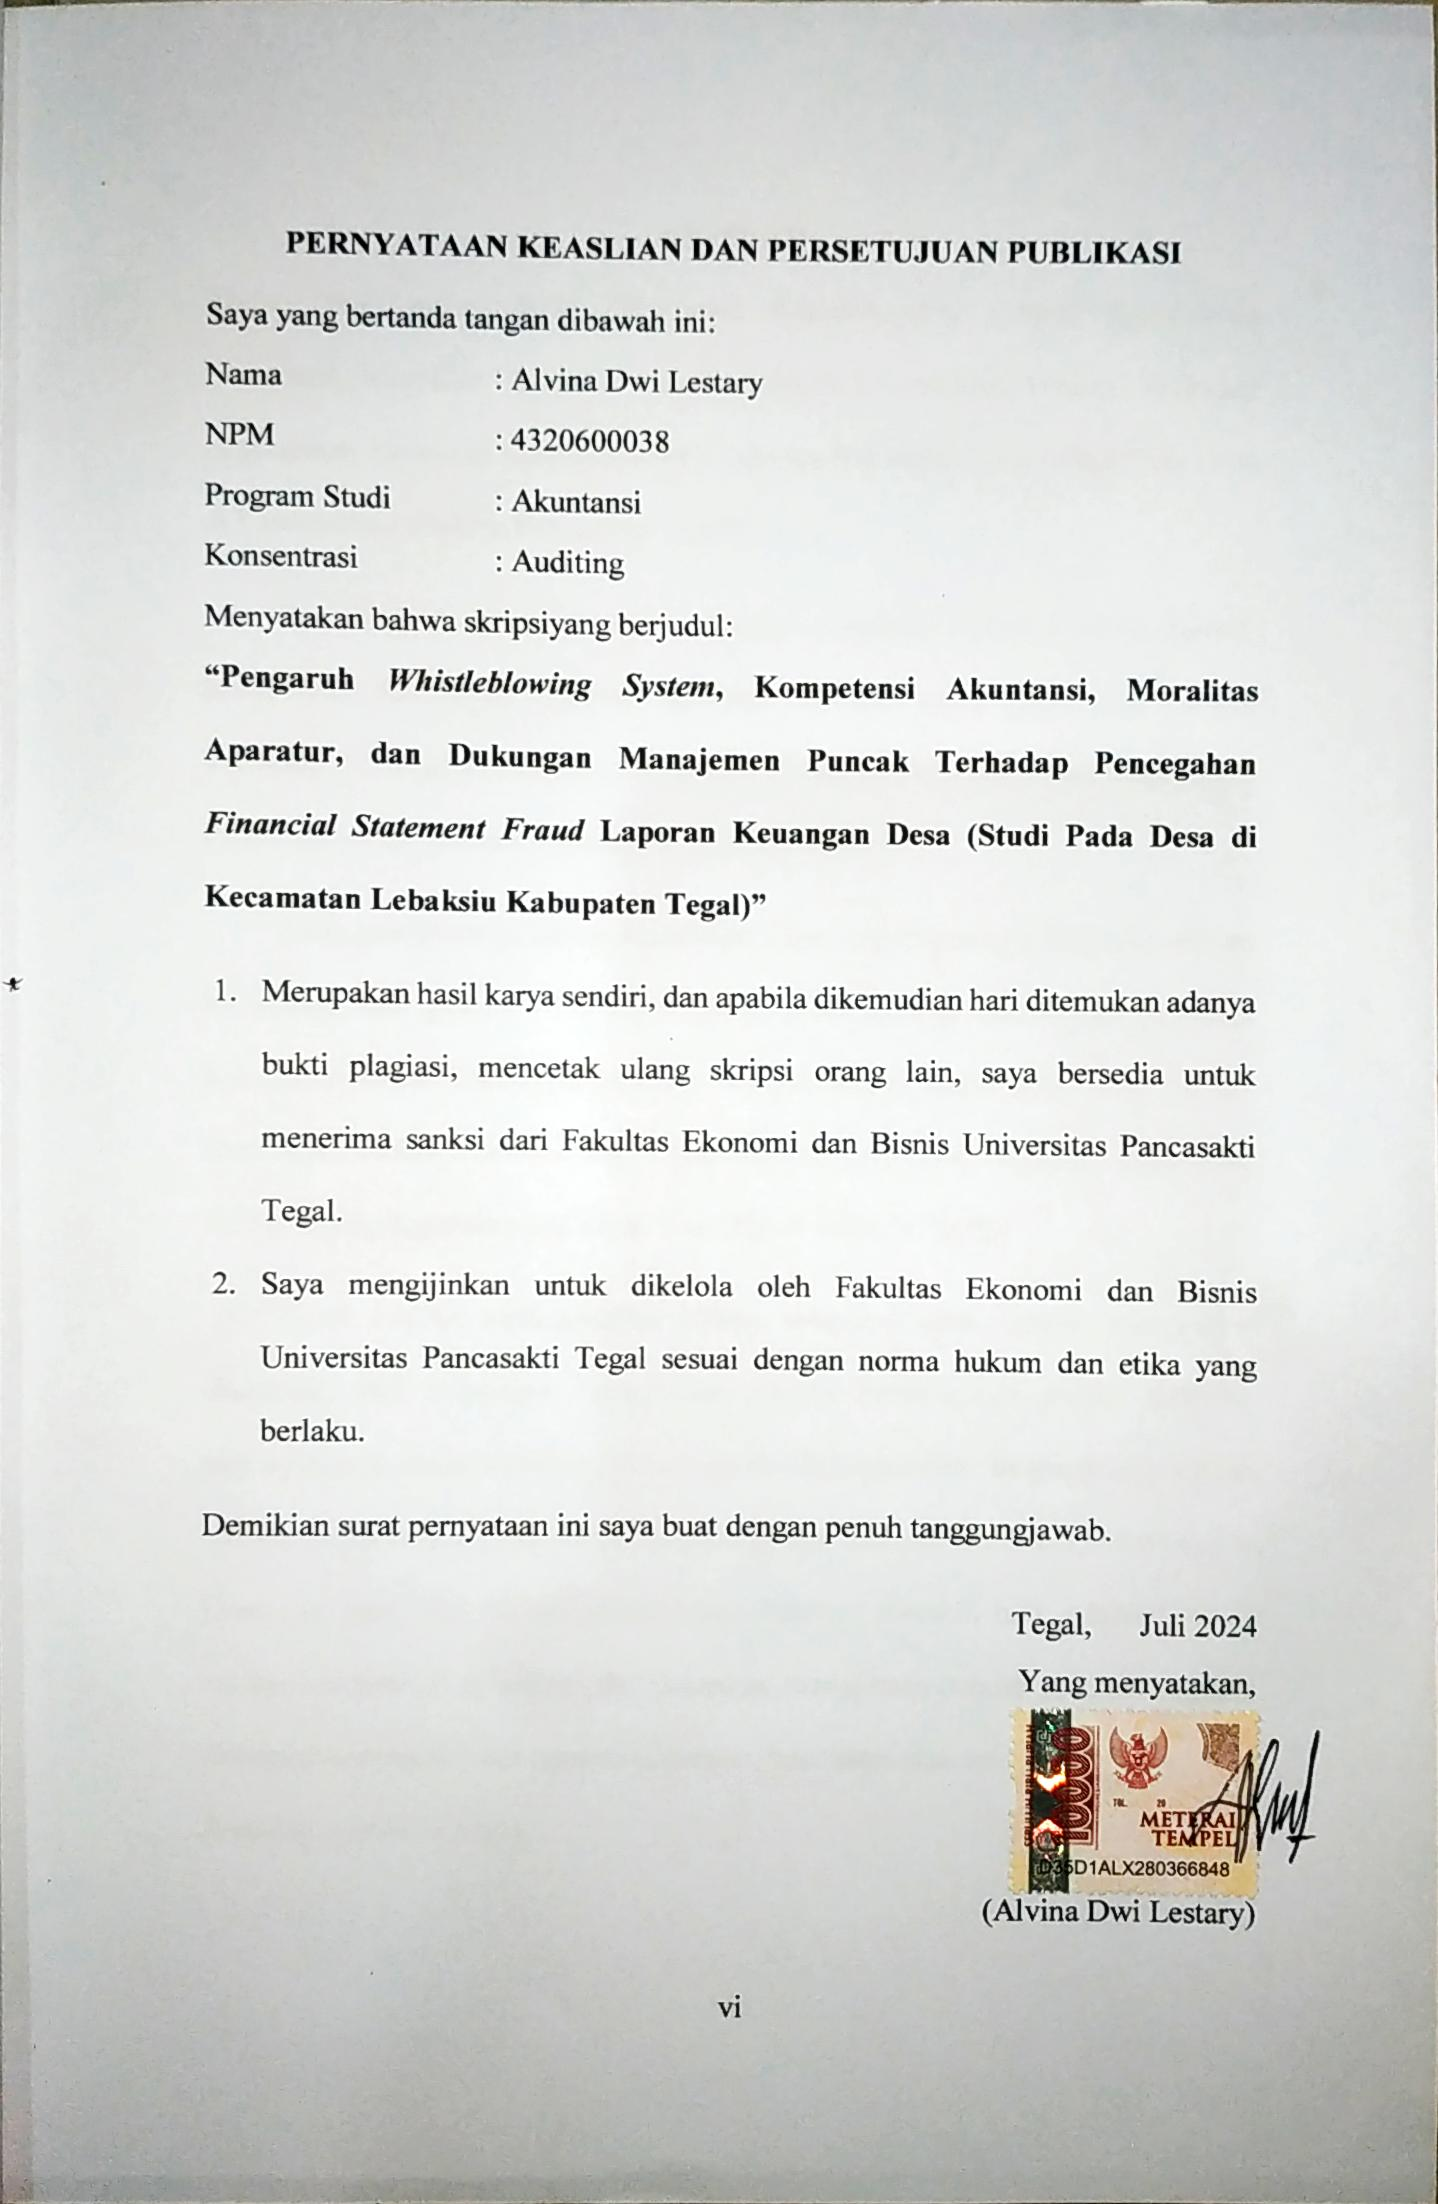 PERNYATAAN KEASLIAN DAN PERSETUJUAN PUBLIKASI
Saya yang bertanda tangan dibawah ini:
Nama : Alvina Dwi Lestary
NPM : 4320600038
Program Studi : Akuntansi
Konsentrasi : Auditing
Menyatakan bahwa skripsiyang berjudul:
“Pengaruh Whistleblowing System, Kompetensi Akuntansi, Moralitas
Aparatur, dan Dukungan Manajemen Puncak Terhadap Pencegahan
Financial Statement Fraud Laporan Keuangan Desa (Studi Pada Desa di
Kecamatan Lebaksiu Kabupaten Tegal)”
1. Merupakan hasil karya sendiri, dan apabila dikemudian hari ditemukan adanya
bukti plagiasi, mencetak ulang skripsi orang lain, saya bersedia untuk
menerima sanksi dari Fakultas Ekonomi dan Bisnis Universitas Pancasakti
Tegal.
2. Saya mengijinkan untuk dikelola oleh Fakultas Ekonomi dan Bisnis
Universitas Pancasakti Tegal sesuai dengan norma hukum dan etika yang
berlaku.
Demikian surat pernyataan ini saya buat dengan penuh tanggungjawab.
Tegal, Juli 2024
Yang menyatakan,
10000
TGL. 20
METERAI
TEMPEL
D35D1ALX280366848
(Alvina Dwi Lestary)
vi